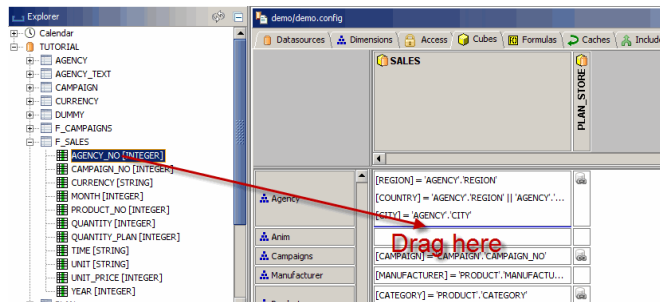 Explorer
Calendar
TUTORIAL
AGENCY
AGENCY_TEXT
CAMPAIGN
CURRENCY
DUMMY
F_CAMPAIGNS
F_SALES
AGENCY_NO [INTEGER]
CAMPAIGN_NO [INTEGER]
CURRENCY [STRING]
MONTH [INTEGER]
PRODUCT_NO [INTEGER]
QUANTITY [INTEGER]
QUANTITY_PLAN [INTEGER]
TIME [STRING]
UNIT [STRING]
UNIT_PRICE [INTEGER]
YEAR [INTEGER]
demo/demo.config
Datasources Dimensions Access Cubes Formulas Caches Include
SALES
PLAN_STORE
Agency
[REGION] = 'AGENCY'.'REGION'
[COUNTRY] = 'AGENCY'.'REGION' || 'AGENCY'.'...
[CITY] = 'AGENCY'.'CITY'
Drag here
Anim
Campaigns
[CAMPAIGN] = 'CAMPAIGN'.'CAMPAIGN_NO'
Manufacturer
[MANUFACTURER] = 'PRODUCT'.'MANUFACTU...
[CATEGORY] = 'PRODUCT'.'CATEGORY'